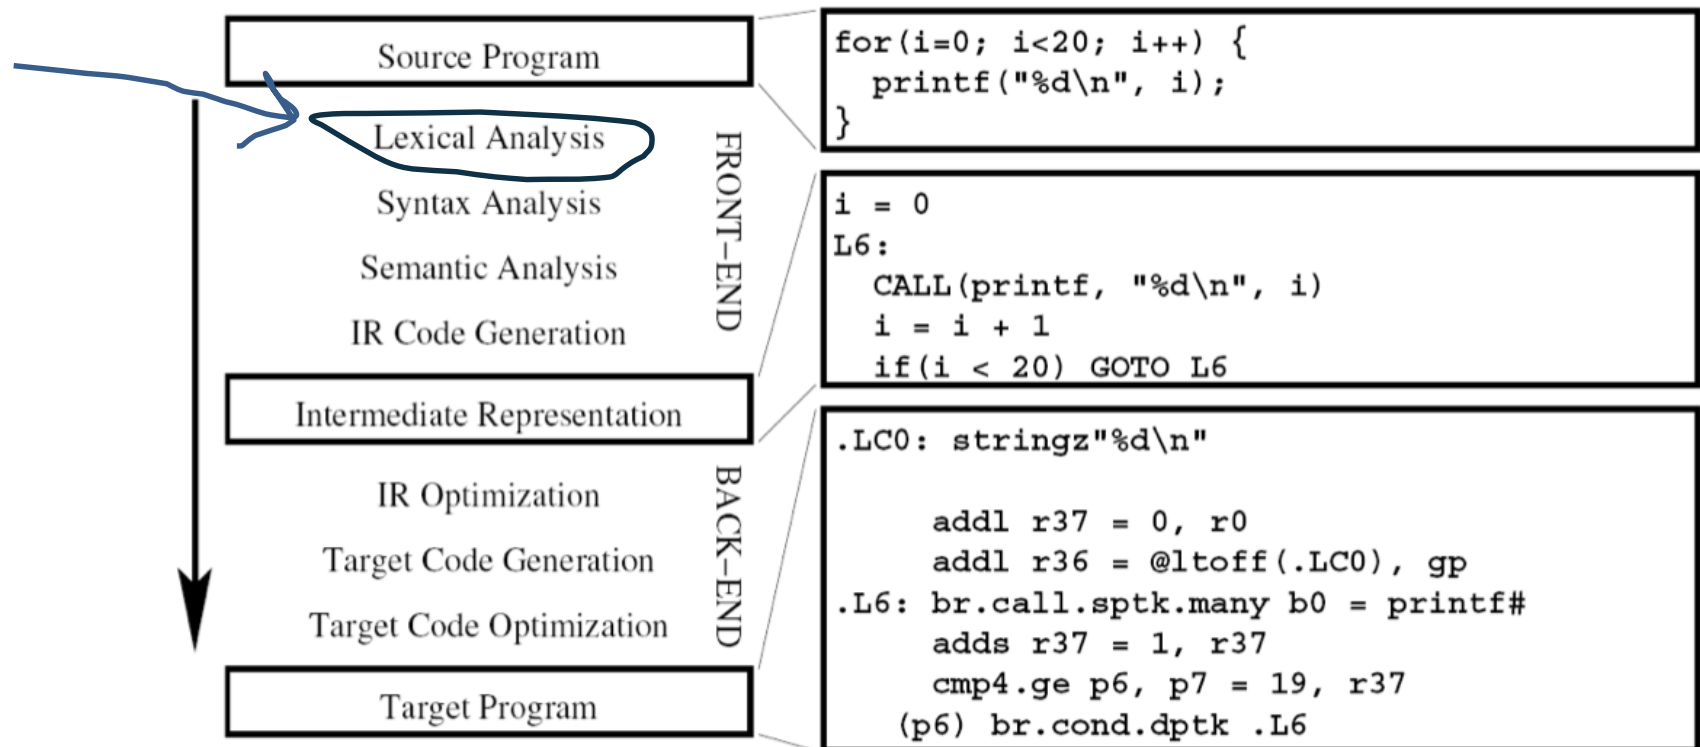 Source Program
Lexical Analysis
Syntax Analysis
Semantic Analysis
IR Code Generation
FRONT-END
Intermediate Representation
IR Optimization
Target Code Generation
Target Code Optimization
BACK-END
Target Program
for(i=0; i<20; i++) {
  printf("%d\n", i);
}
i = 0
L6:
  CALL(printf, "%d\n", i)
  i = i + 1
  if(i < 20) GOTO L6
.LC0: stringz"%d\n"
     addl r37 = 0, r0
     addl r36 = @ltoff(.LC0), gp
.L6: br.call.sptk.many b0 = printf#
     adds r37 = 1, r37
     cmp4.ge p6, p7 = 19, r37
   (p6) br.cond.dptk .L6